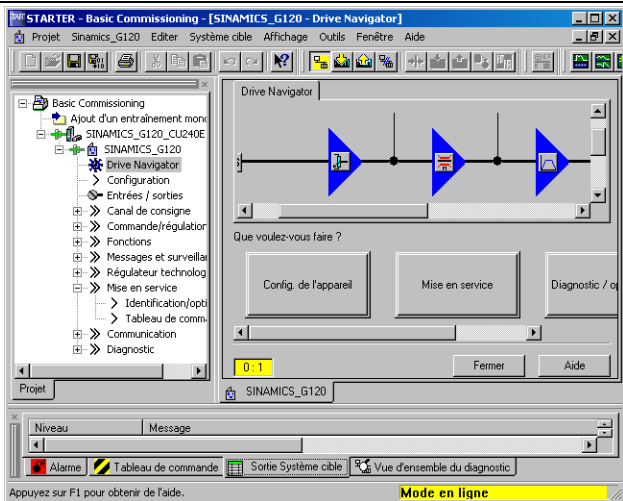 STARTER - Basic Commissioning - [SINAMICS_G120 - Drive Navigator]
Projet Sinamics_G120 Editer Système cible Affichage Outils Fenêtre Aide
Basic Commissioning
Ajout d'un entraînement mono
SINAMICS_G120_CU240E
SINAMICS_G120
Drive Navigator
Configuration
Entrées / sorties
Canal de consigne
Commande/régulation
Fonctions
Messages et surveillan
Régulateur technolog
Mise en service
Identification/opti
Tableau de comm
Communication
Diagnostic
Projet
Drive Navigator
Que voulez-vous faire ?
Config. de l'appareil
Mise en service
Diagnostic / o
0 : 1
Fermer
Aide
SINAMICS_G120
Niveau
Message
Alarme
Tableau de commande
Sortie Système cible
Vue d'ensemble du diagnostic
Appuyez sur F1 pour obtenir de l'aide.
Mode en ligne